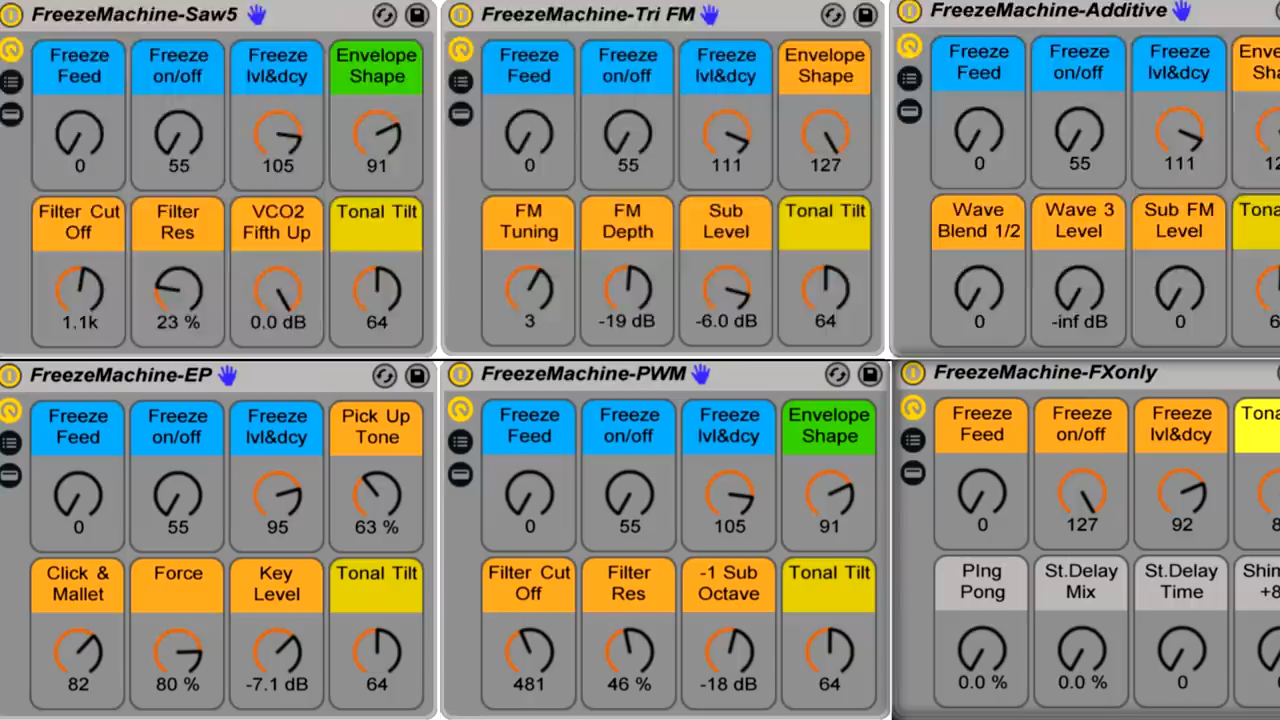 FreezeMachine-Saw5
Freeze Feed
Freeze on/off
Freeze lvl&dcy
Envelope Shape
0
55
105
91
Filter Cut Off
Filter Res
VCO2 Fifth Up
Tonal Tilt
1.1k
23 %
0.0 dB
64
FreezeMachine-Tri FM
Freeze Feed
Freeze on/off
Freeze lvl&dcy
Envelope Shape
0
55
111
127
FM Tuning
FM Depth
Sub Level
Tonal Tilt
3
-19 dB
-6.0 dB
64
FreezeMachine-Additive
Freeze Feed
Freeze on/off
Freeze lvl&dcy
Enve
Sha
0
55
111
12
Wave Blend 1/2
Wave 3 Level
Sub FM Level
Tona
0
-inf dB
0
6
FreezeMachine-EP
Freeze Feed
Freeze on/off
Freeze lvl&dcy
Pick Up Tone
0
55
95
63 %
Click & Mallet
Force
Key Level
Tonal Tilt
82
80 %
-7.1 dB
64
FreezeMachine-PWM
Freeze Feed
Freeze on/off
Freeze lvl&dcy
Envelope Shape
0
55
105
91
Filter Cut Off
Filter Res
-1 Sub Octave
Tonal Tilt
481
46 %
-18 dB
64
FreezeMachine-FXonly
Freeze Feed
Freeze on/off
Freeze lvl&dcy
Tona
0
127
92
8
PIng Pong
St.Delay Mix
St.Delay Time
Shim
+8
0.0 %
0.0 %
0